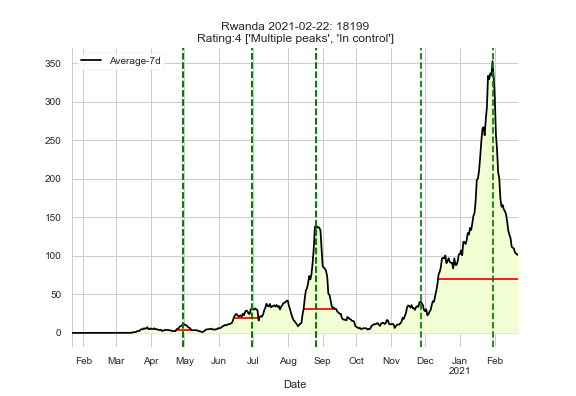 Rwanda 2021-02-22: 18199
Rating:4 ['Multiple peaks', 'In control']
Average-7d
350
300
250
200
150
100
50
0
Feb Mar Apr May Jun Jul Aug Sep Oct Nov Dec Jan Feb
2021
Date